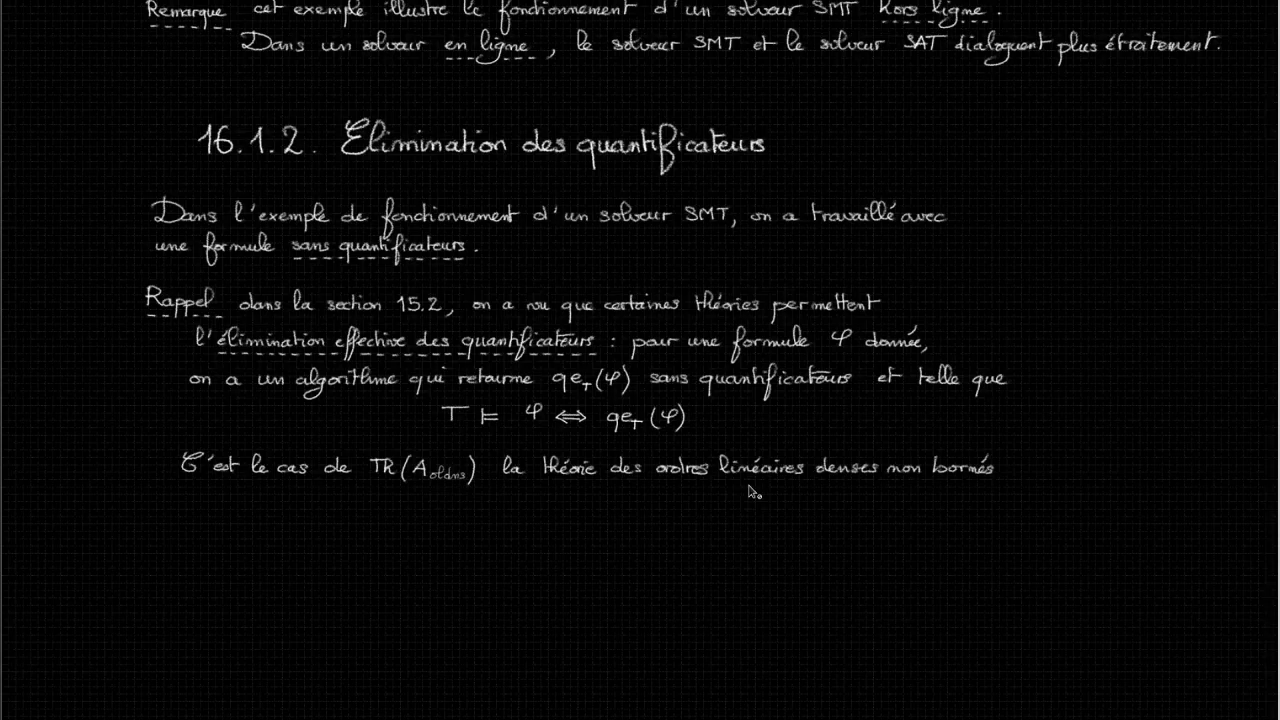 Remarque cet exemple illustre le fonctionnement d'un solveur SMT hors ligne.
Dans un solveur en ligne, le solveur SMT et le solveur SAT dialoguent plus étroitement.
16.1.2. Elimination des quantificateurs
Dans l'exemple de fonctionnement d'un solveur SMT, on a travaillé avec
une formule sans quantificateurs.
Rappel dans la section 15.2, on a vu que certaines théories permettent
l'élimination effective des quantificateurs : pour une formule φ donnée,
on a un algorithme qui retourne qe_T(φ) sans quantificateurs et telle que
T ⊨ φ ⇔ qe_T(φ)
C'est le cas de TR(A_oldns) la théorie des ordres linéaires denses non bornés